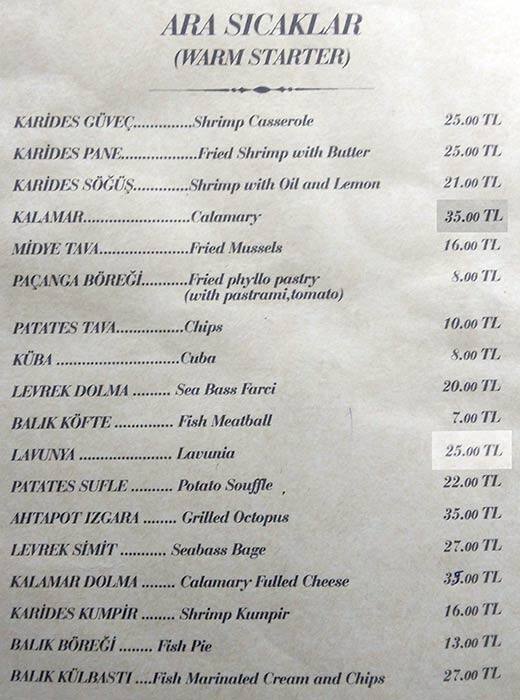 ARA SICAKLAR
(WARM STARTER)
KARİDES GÜVEÇ..............Shrimp Casserole 25.00 TL
KARİDES PANE..................Fried Shrimp with Butter 25.00 TL
KARİDES SÖĞÜŞ.............Shrimp with Oil and Lemon 21.00 TL
KALAMAR........................Calamary 35.00 TL
MİDYE TAVA.....................Fried Mussels 16.00 TL
PAÇANGA BÖREĞİ...........Fried phyllo pastry 8.00 TL
(with pastrami,tomato)
PATATES TAVA................Chips 10.00 TL
KÜBA .............................Cuba 8.00 TL
LEVREK DOLMA ......... Sea Bass Farci 20.00 TL
BALIK KÖFTE .............. Fish Meatball 7.00 TL
LAVUNYA ...................... Lavunia 25.00 TL
PATATES SUFLE .......... Potato Souffle 22.00 TL
AHTAPOT IZGARA ........ Grilled Octopus 35.00 TL
LEVREK SİMİT ........... Seabass Bage 27.00 TL
KALAMAR DOLMA ........ Calamary Fulled Cheese 35.00 TL
KARİDES KUMPİR ........ Shrimp Kumpir 16.00 TL
BALIK BÖREĞİ ........ Fish Pie 13.00 TL
BALIK KÜLBASTI ....Fish Marinated Cream and Chips 27.00 TL